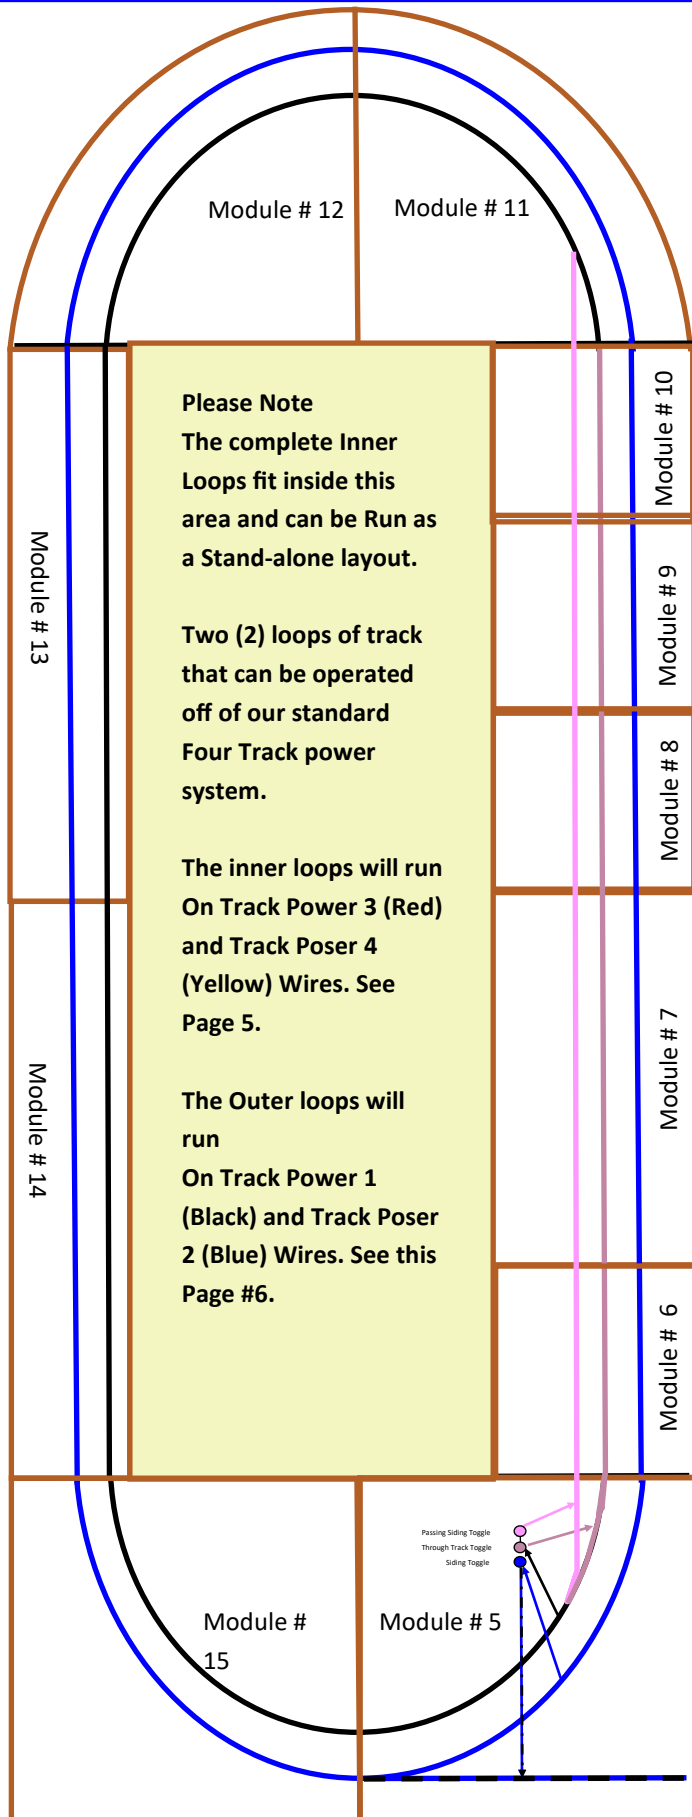 Module # 12
Module # 11
Module # 10
Module # 9
Module # 8
Module # 7
Module # 6
Module # 13
Module # 14
Please Note
The complete Inner
Loops fit inside this
area and can be Run as
a Stand-alone layout.
Two (2) loops of track
that can be operated
off of our standard
Four Track power
system.
The inner loops will run
On Track Power 3 (Red)
and Track Poser 4
(Yellow) Wires. See
Page 5.
The Outer loops will
run
On Track Power 1
(Black) and Track Poser
2 (Blue) Wires. See this
Page #6.
Passing Siding Toggle
Through Track Toggle
Siding Toggle
Module #
15
Module # 5